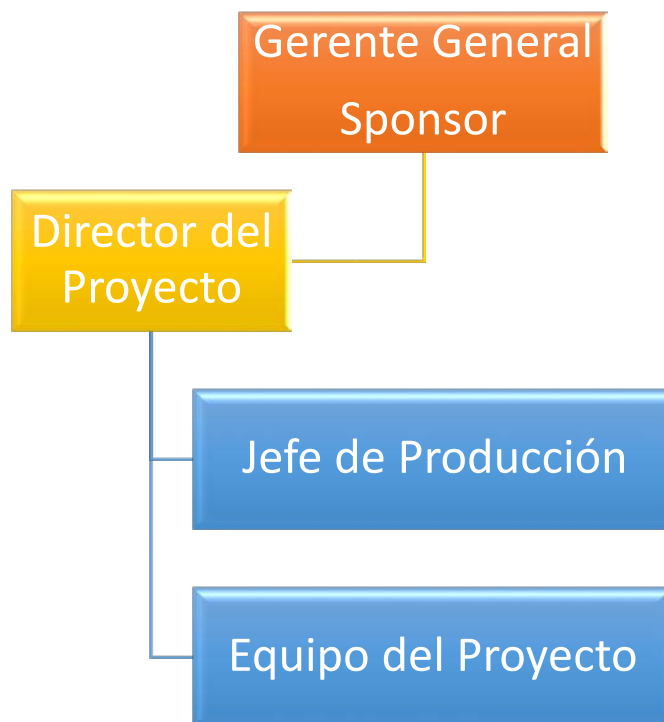 Gerente General
Sponsor
Director del
Proyecto
Jefe de Producción
Equipo del Proyecto